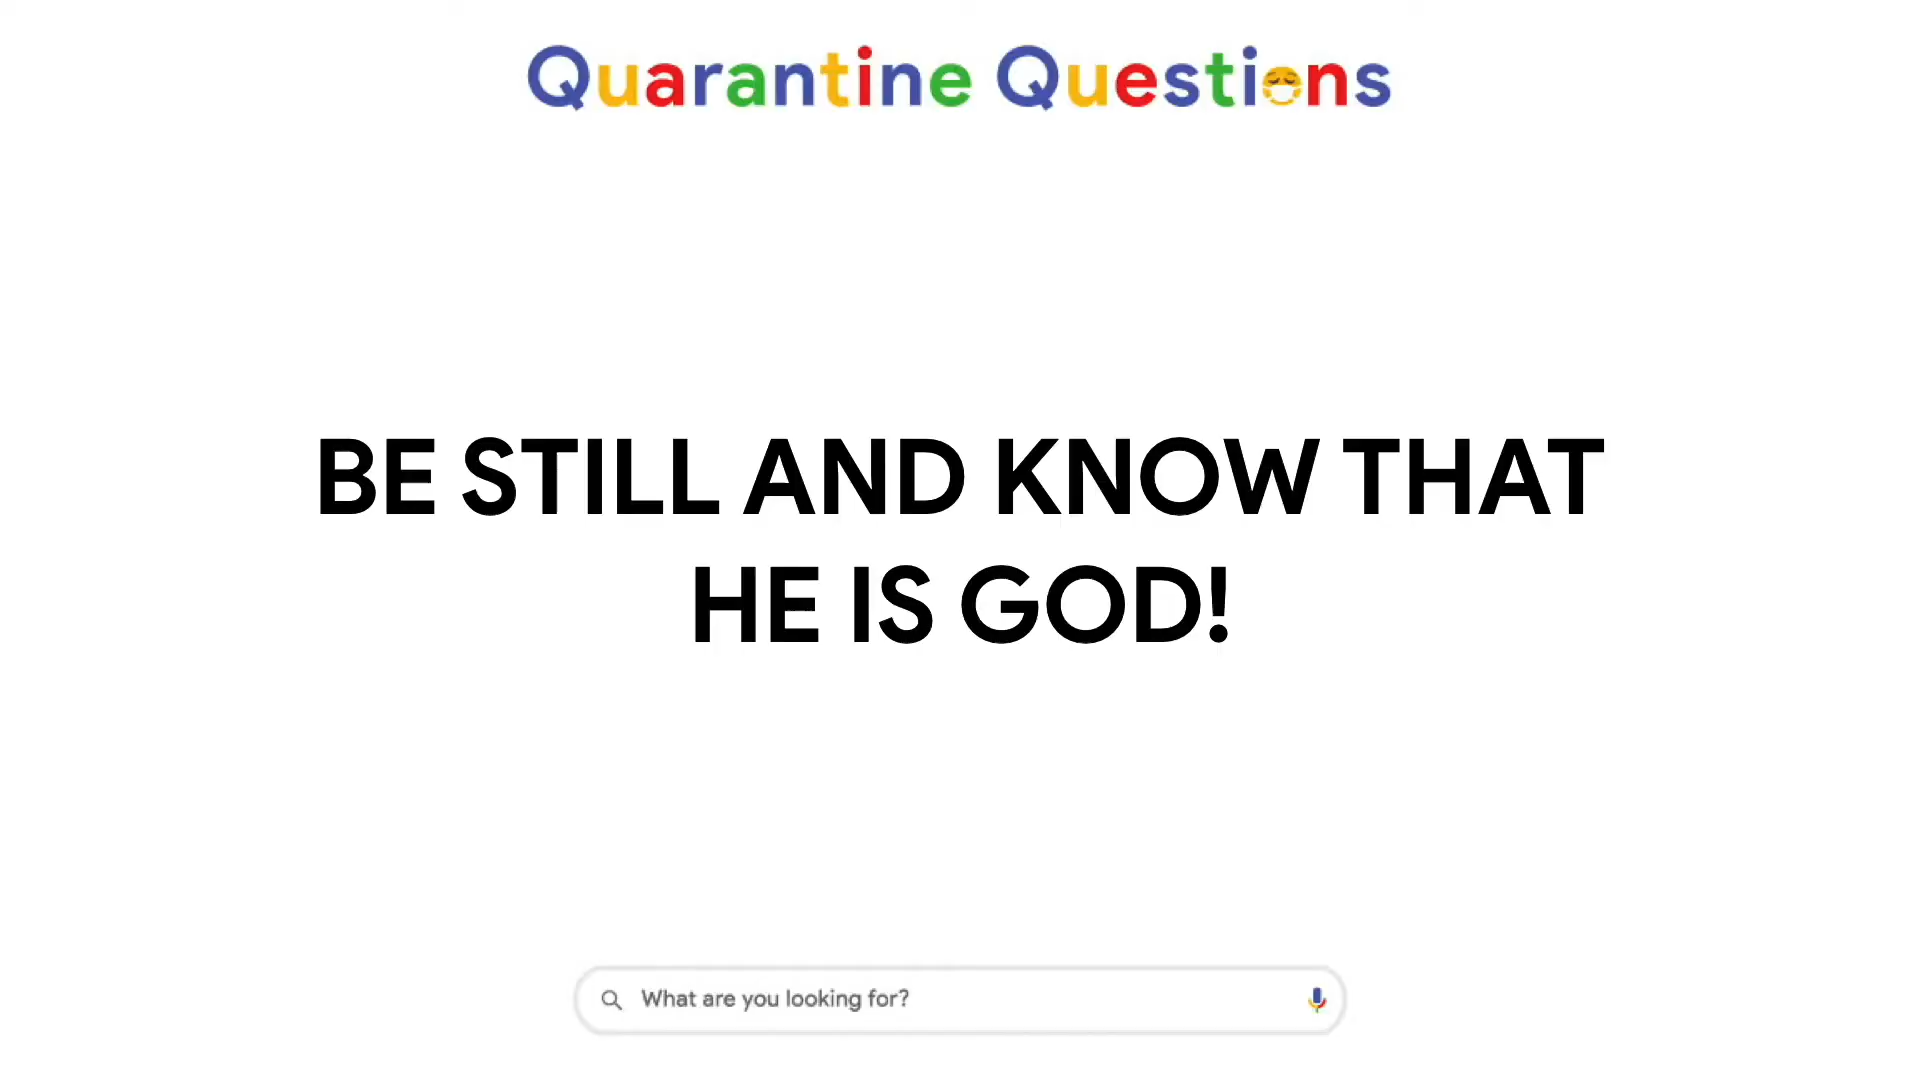 Quarantine Questions
BE STILL AND KNOW THAT
HE IS GOD!
What are you looking for?